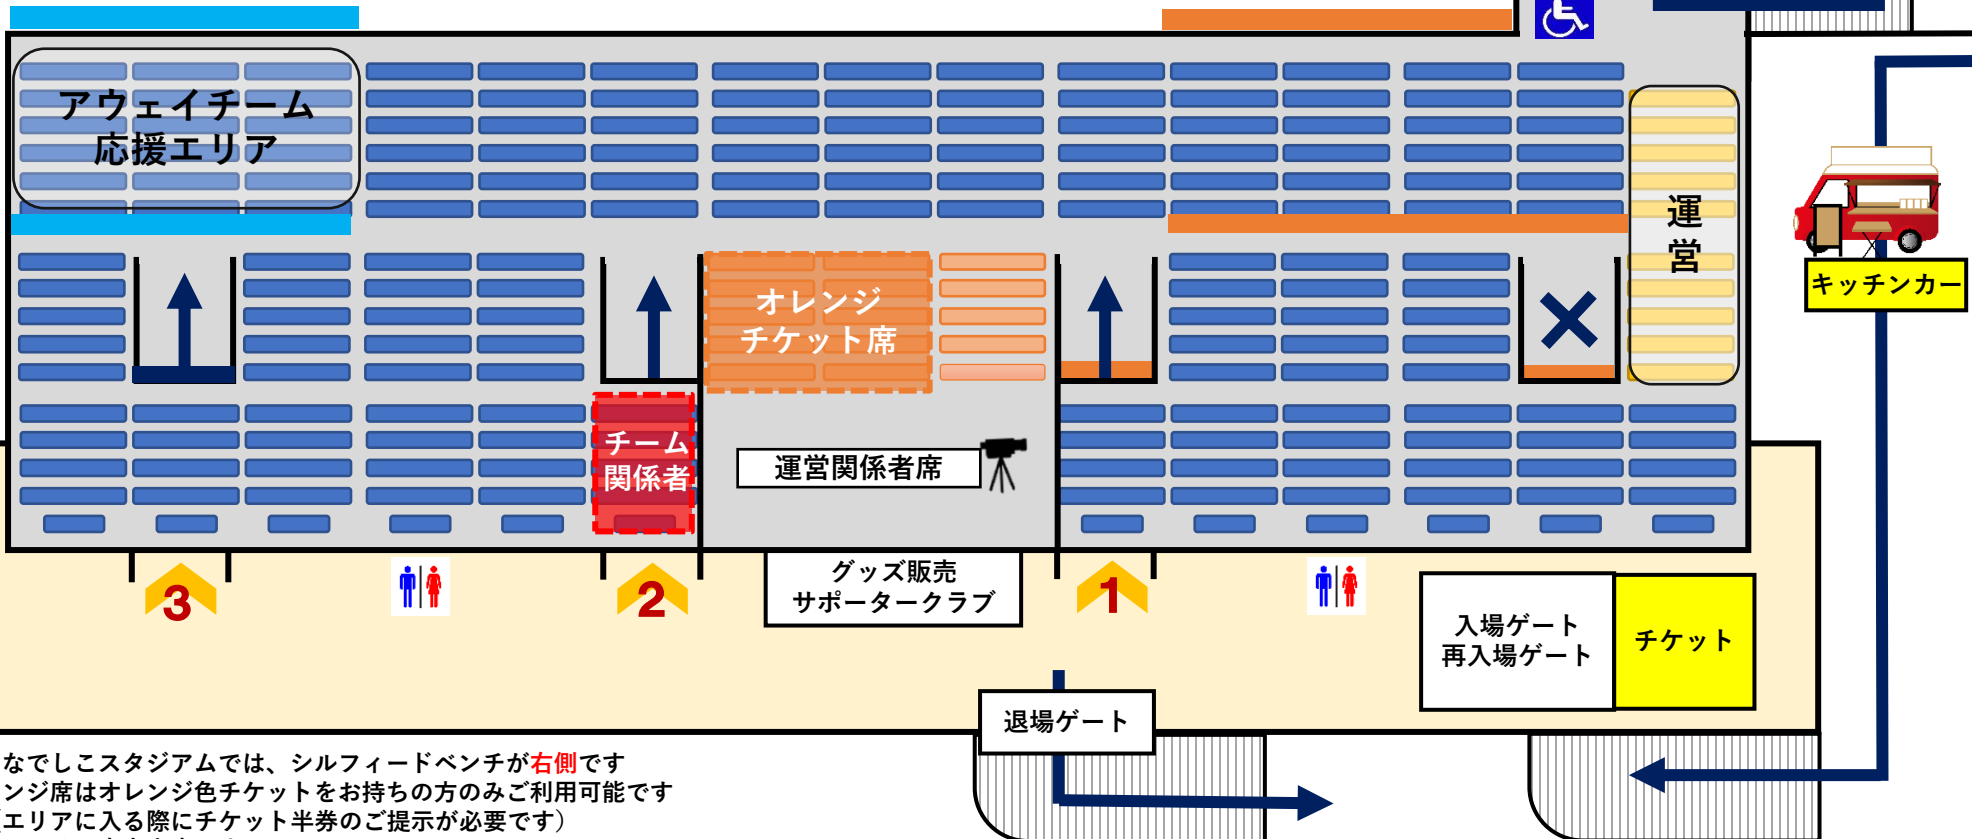 アウェイチーム
応援エリア
運
営
キッチンカー
オレンジ
チケット席
チーム
関係者
運営関係者席
グッズ販売
サポータークラブ
3
2
1
入場ゲート
再入場ゲート
チケット
退場ゲート
なでしこスタジアムでは、シルフィードベンチが右側です
ンジ席はオレンジ色チケットをお持ちの方のみご利用可能です
エリアに入る際にチケット半券のご提示が必要です）